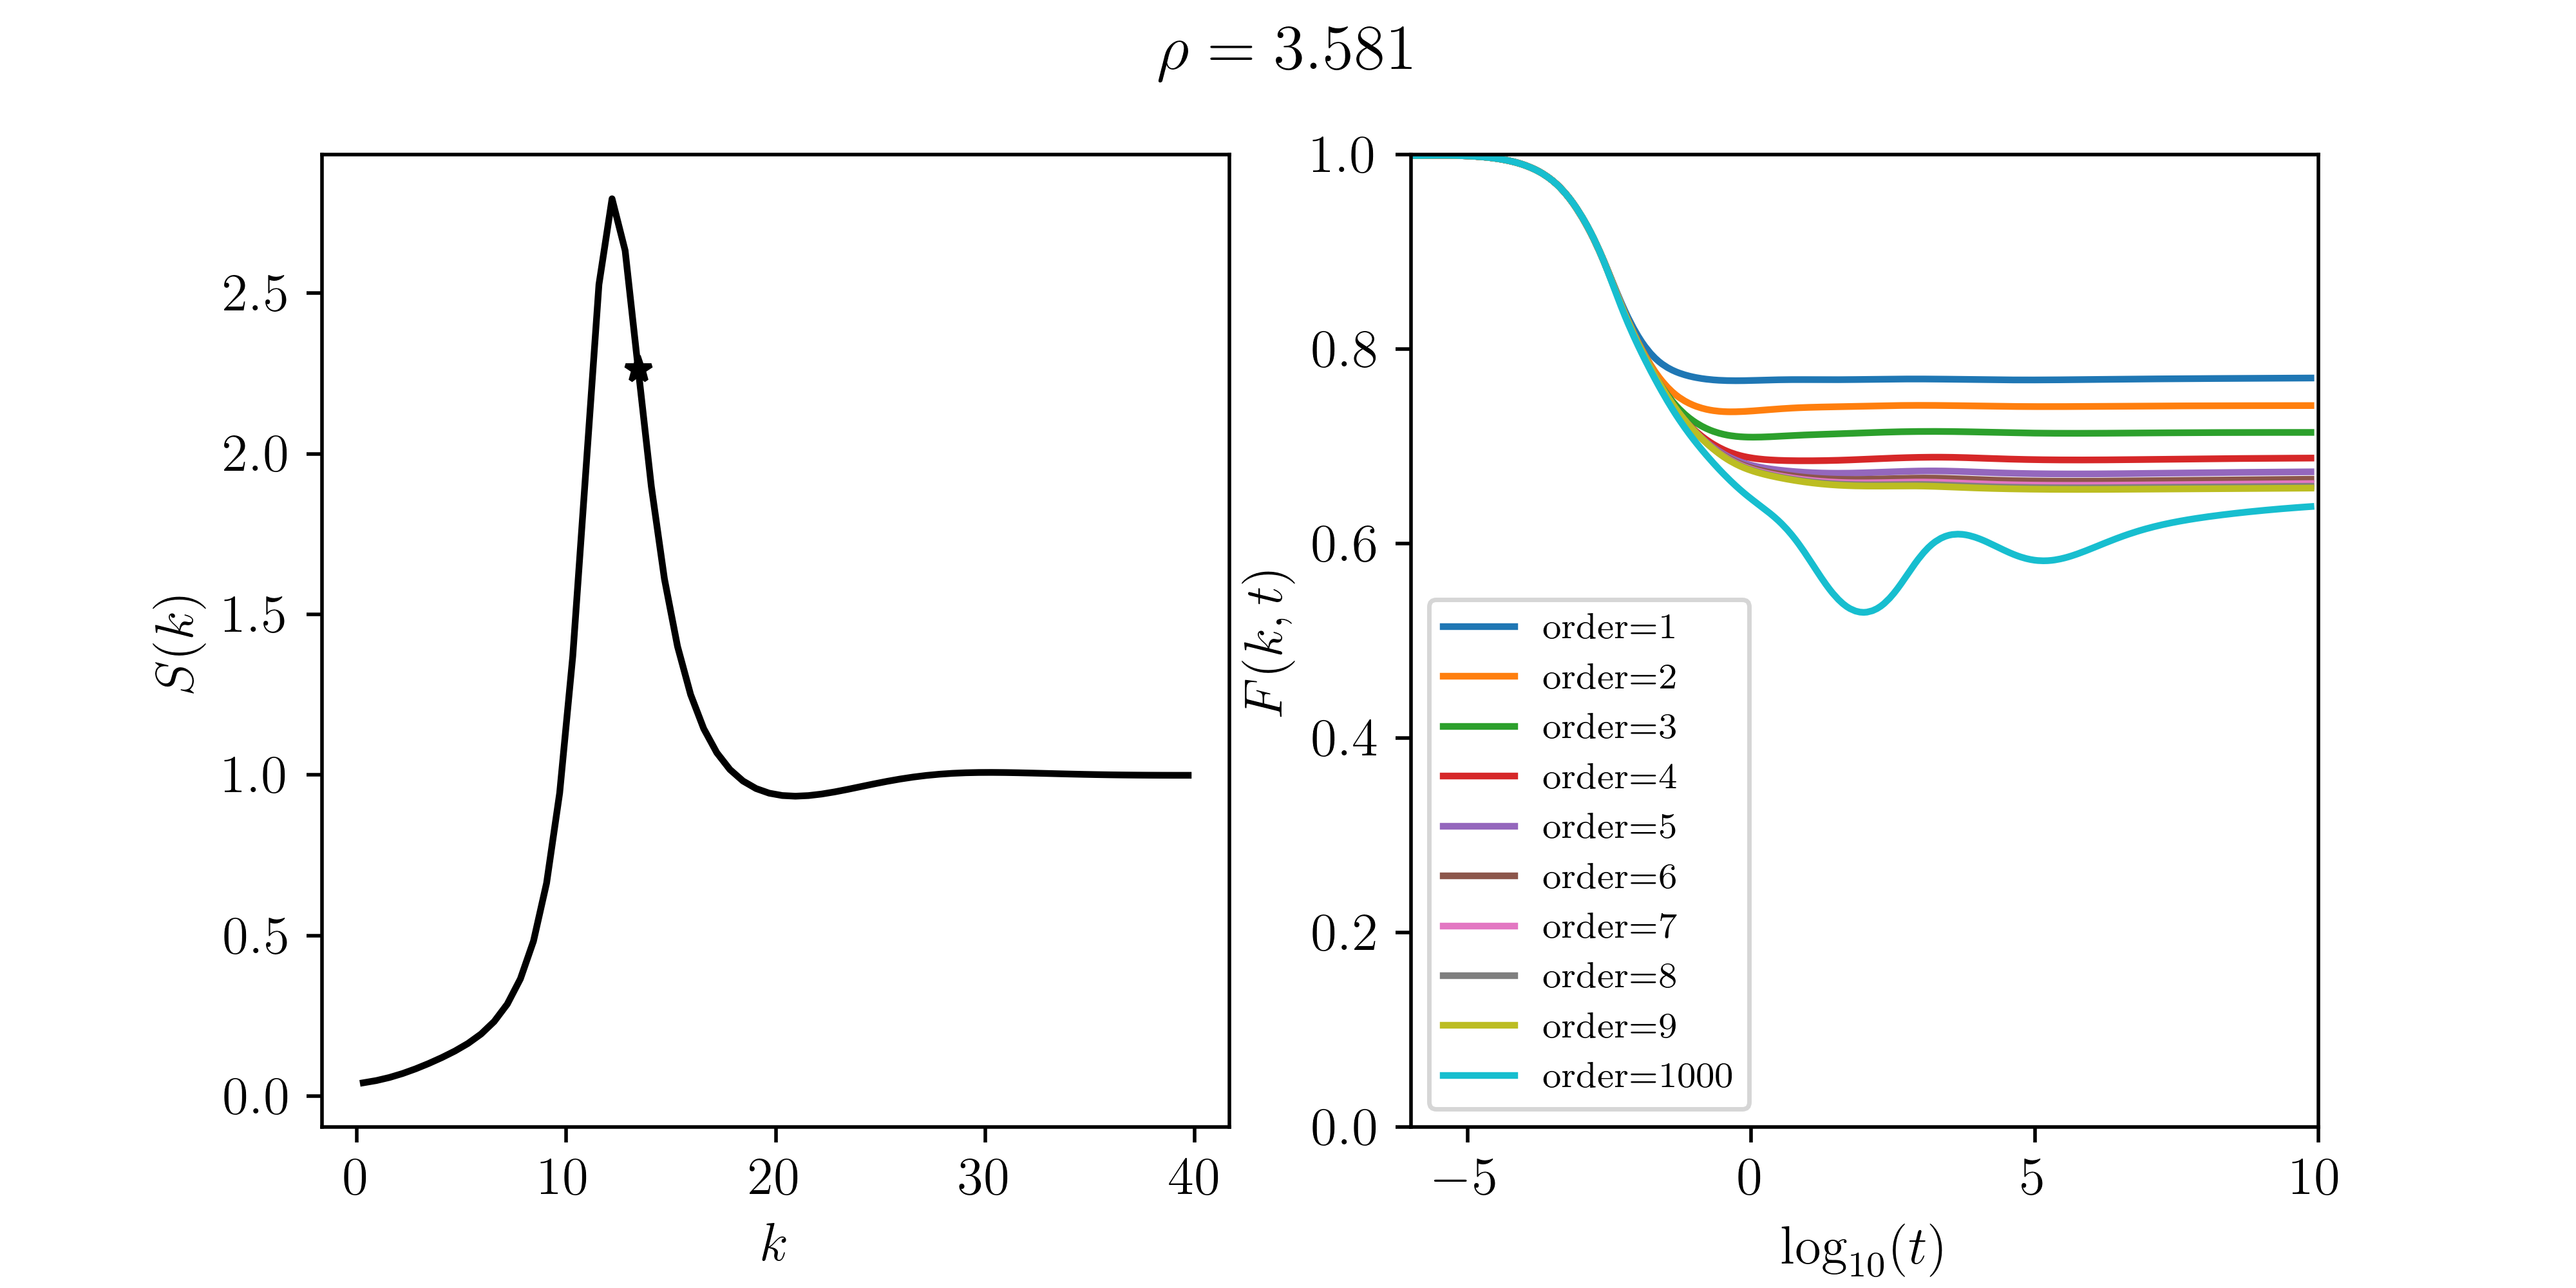 ρ = 3.581
S(k)
2.5
2.0
1.5
1.0
0.5
0.0
0 10 20 30 40
k
F(k, t)
1.0
0.8
0.6
0.4
0.2
0.0
order=1
order=2
order=3
order=4
order=5
order=6
order=7
order=8
order=9
order=1000
−5 0 5 10
log₁₀(t)